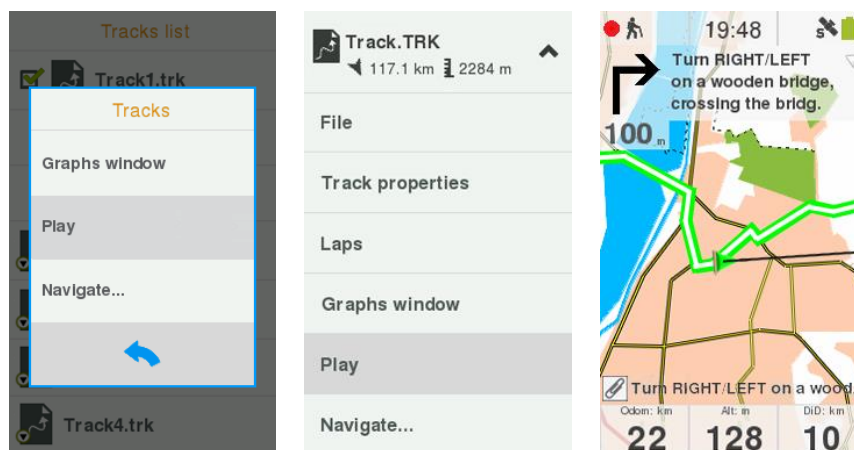 Tracks list
Track1.trk
Tracks
Graphs window
Play
Navigate...
Track4.trk
Track.TRK
117.1 km 2284 m
File
Track properties
Laps
Graphs window
Play
Navigate...
19:48
S
Turn RIGHT/LEFT
on a wooden bridge,
crossing the bridg.
100 m
Turn RIGHT/LEFT on a wood
Odom: km Alt: m DiD: km
22 128 10